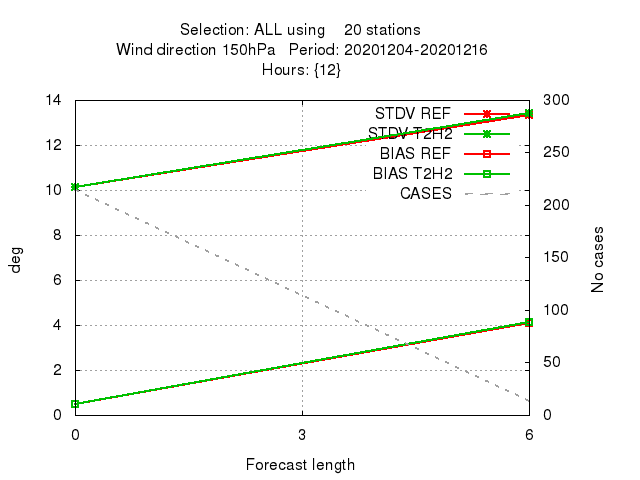 Selection: ALL using 20 stations
Wind direction 150hPa Period: 20201204-20201216
Hours: {12}
14 300
STDV REF
STDV T2H2
12 250
BIAS REF
BIAS T2H2
10 200
CASES
8 150
6 100
4 50
2
0 0
deg
No cases
0 3 6
Forecast length